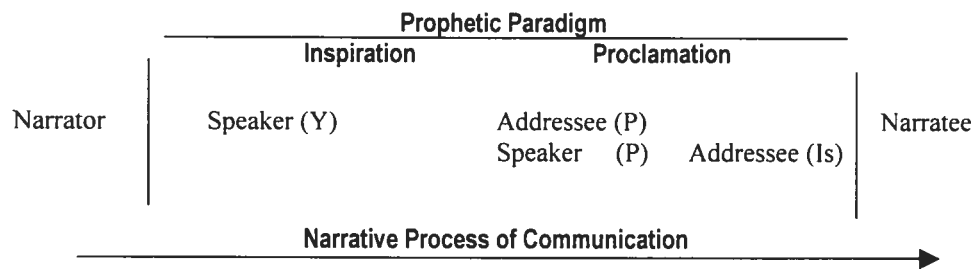 Prophetic Paradigm
Inspiration Proclamation
Narrator Speaker (Y) Addressee (P) Narratee
Speaker (P) Addressee (Is)
Narrative Process of Communication